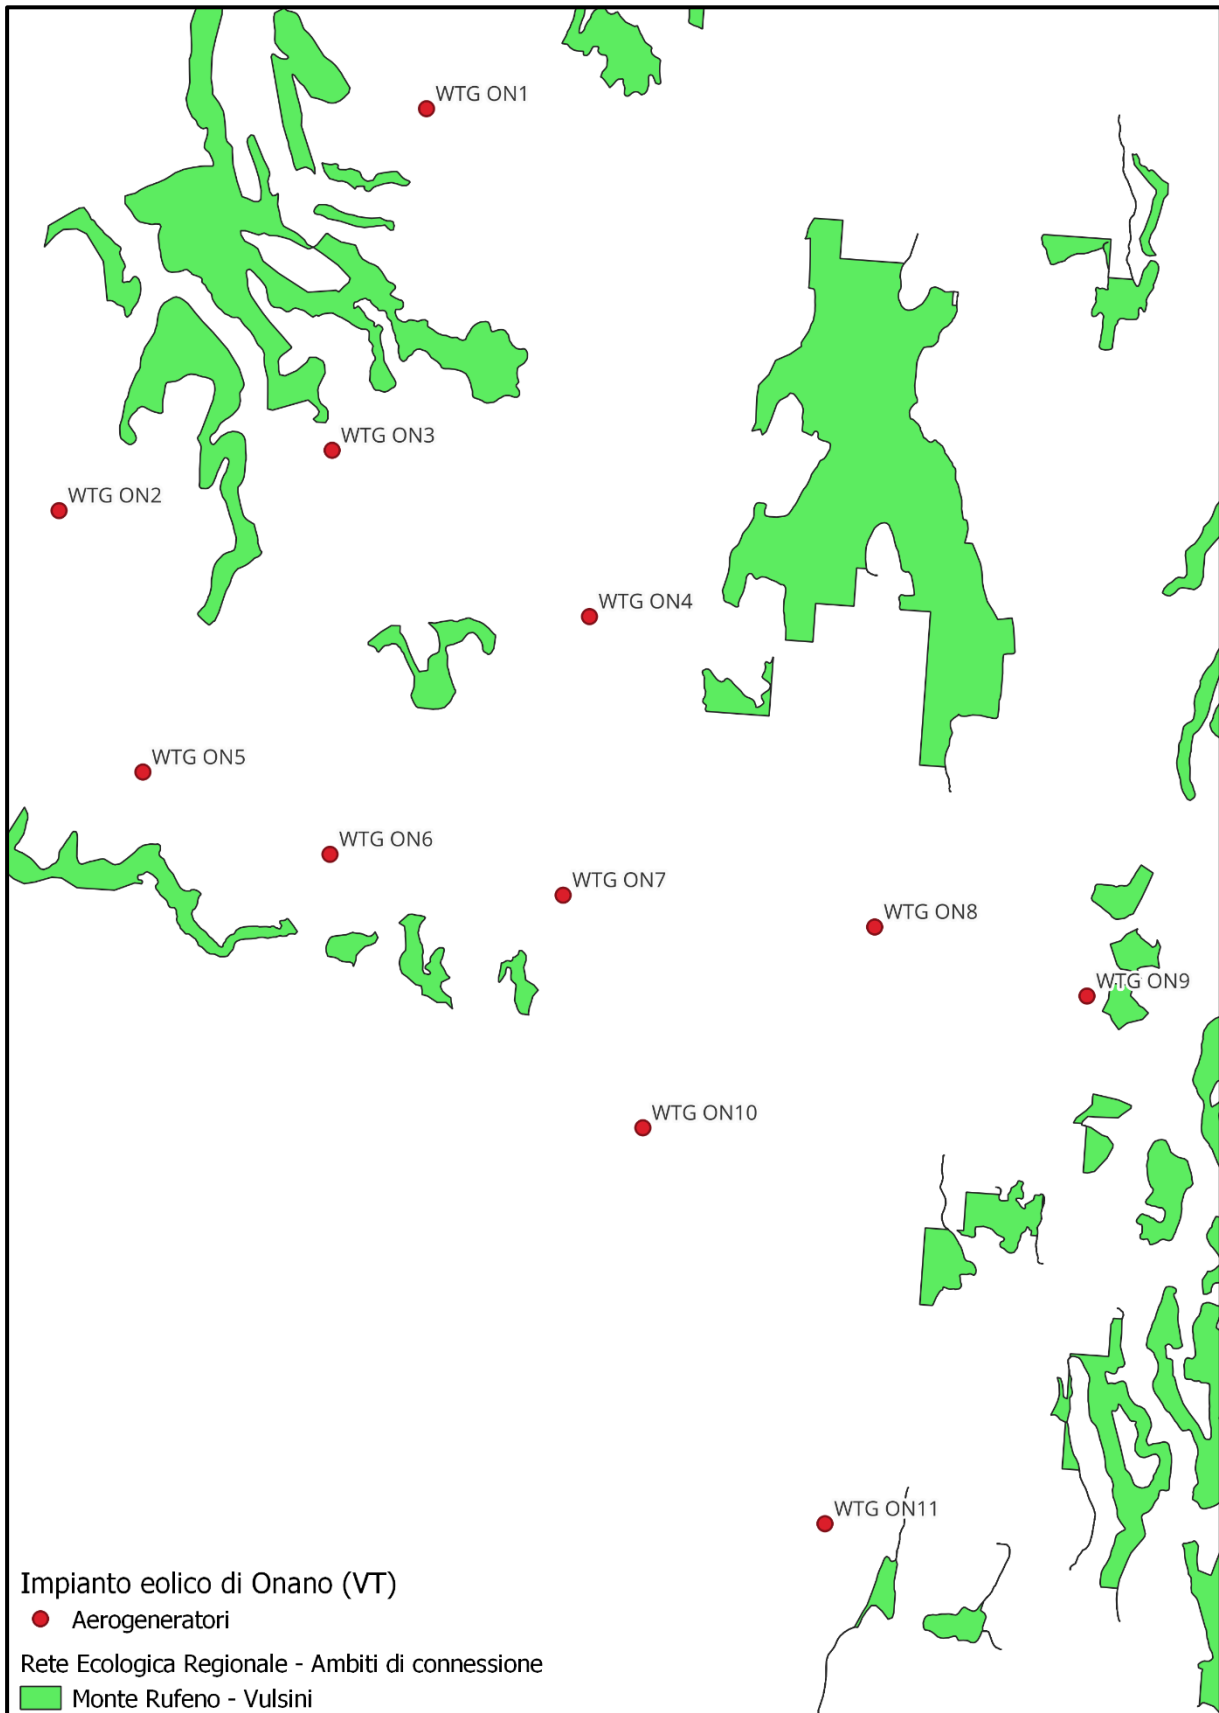 WTG ON1
WTG ON3
WTG ON2
WTG ON4
WTG ON5
WTG ON6
WTG ON7
WTG ON8
WTG ON9
WTG ON10
WTG ON11
Impianto eolico di Onano (VT)
Aerogeneratori
Rete Ecologica Regionale - Ambiti di connessione
Monte Rufeno - Vulsini